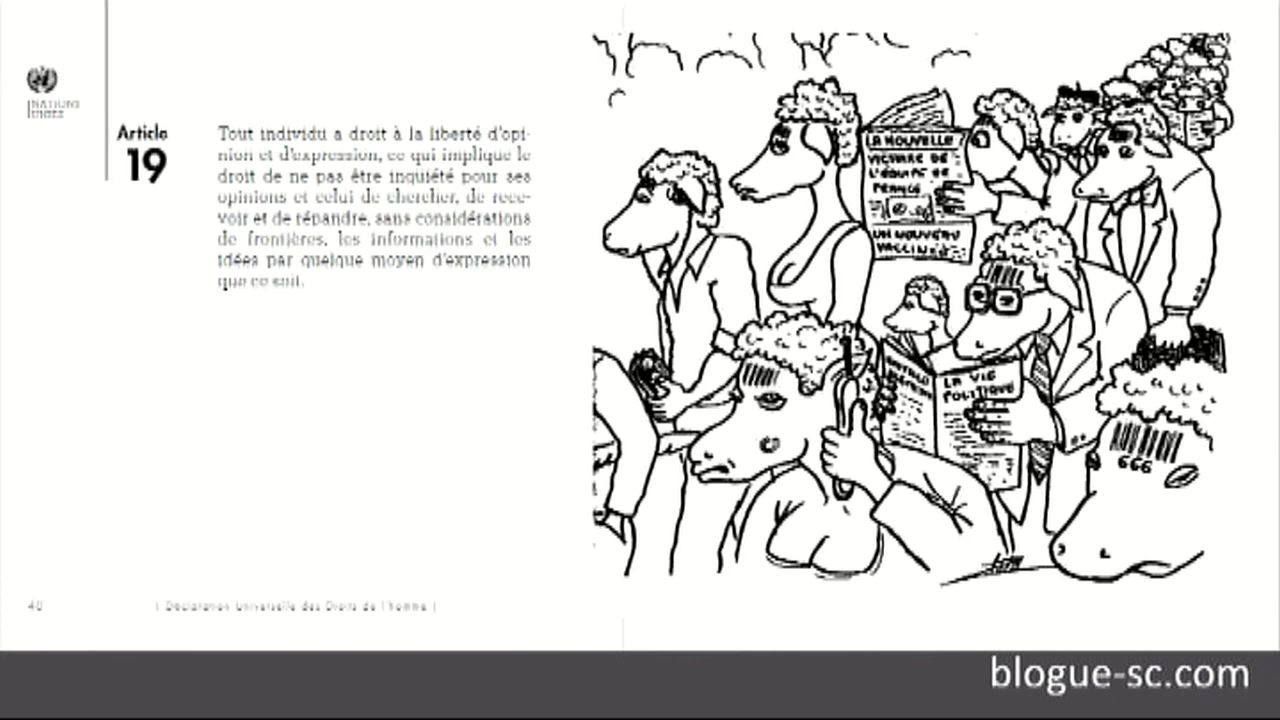 NATIONS
UNIES
Article
19
Tout individu a droit à la liberté d'opi-
nion et d'expression, ce qui implique le
droit de ne pas être inquiété pour ses
opinions et celui de chercher, de rece-
voir et de répandre, sans considérations
de frontières, les informations et les
idées par quelque moyen d'expression
que ce soit.
40
| Déclaration Universelle des Droits de l'homme |
LA NOUVELLE
VICTOIRE DE
L'ÉQUIPE DE
FRANCE
UN NOUVEAU
VACCIN
LA VIE
POLITIQUE
666
blogue-sc.com